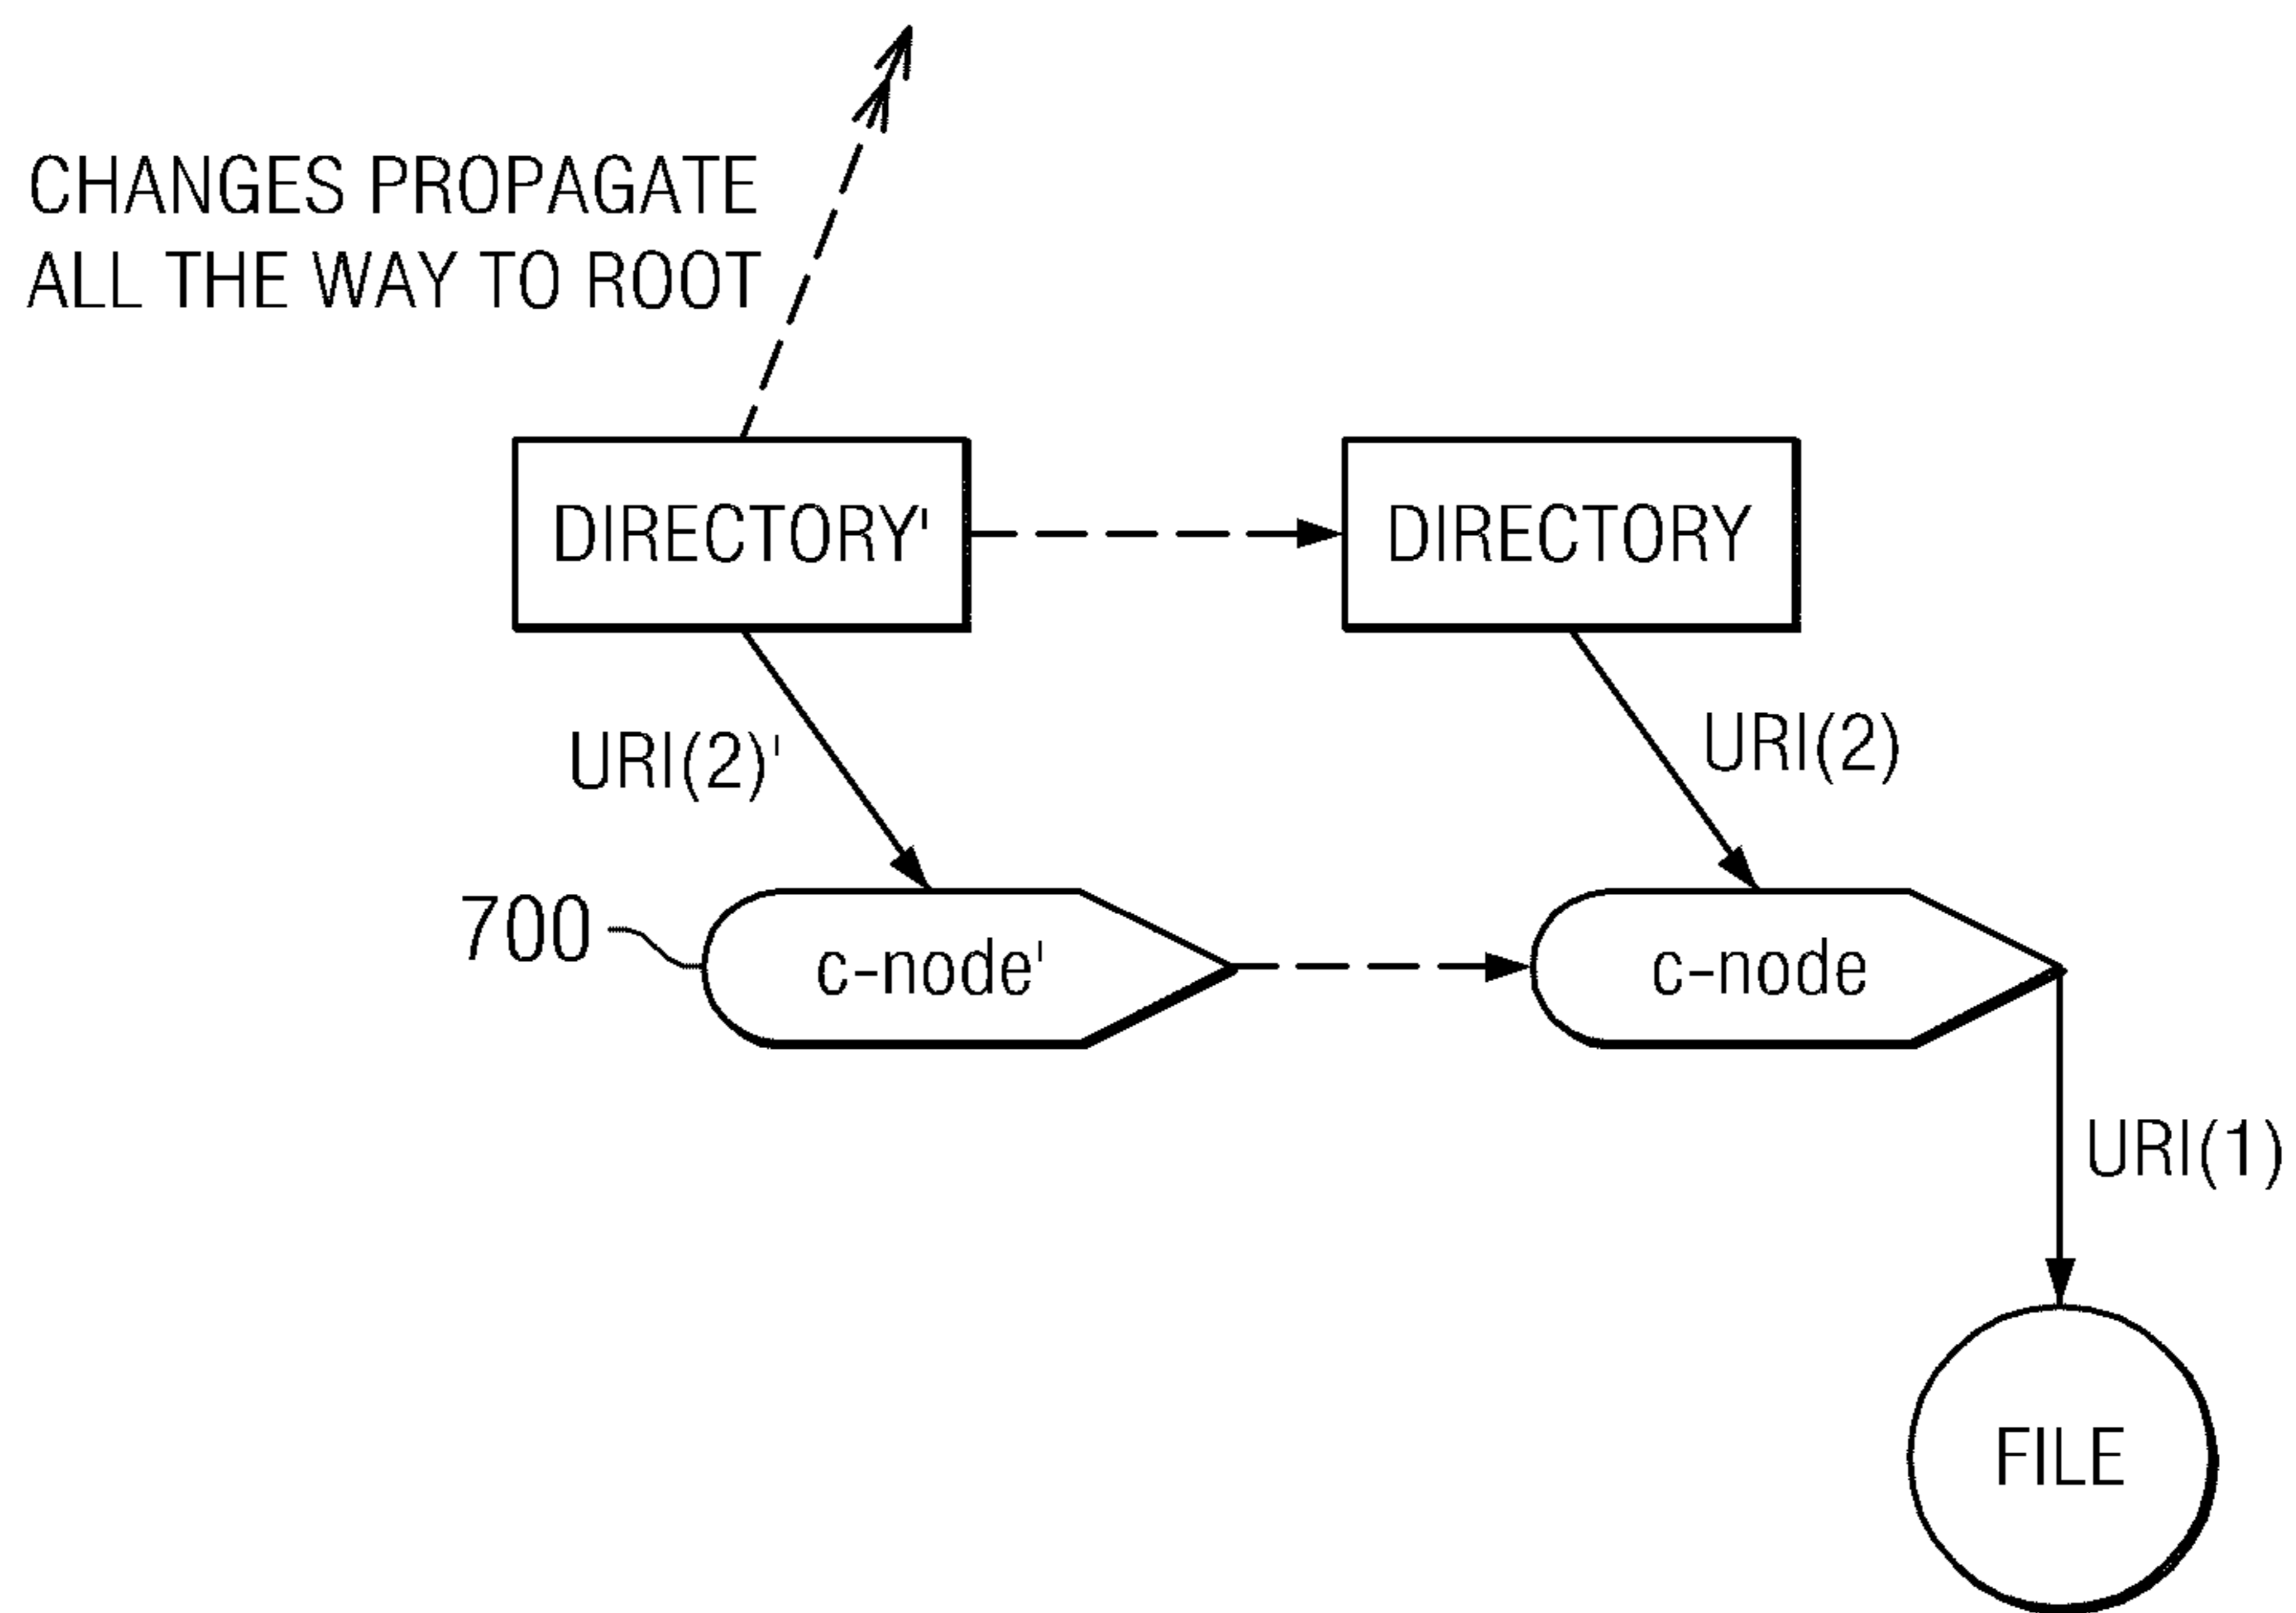 CHANGES PROPAGATE
ALL THE WAY TO ROOT
DIRECTORY'
DIRECTORY
URI(2)'
URI(2)
700
c-node'
c-node
URI(1)
FILE